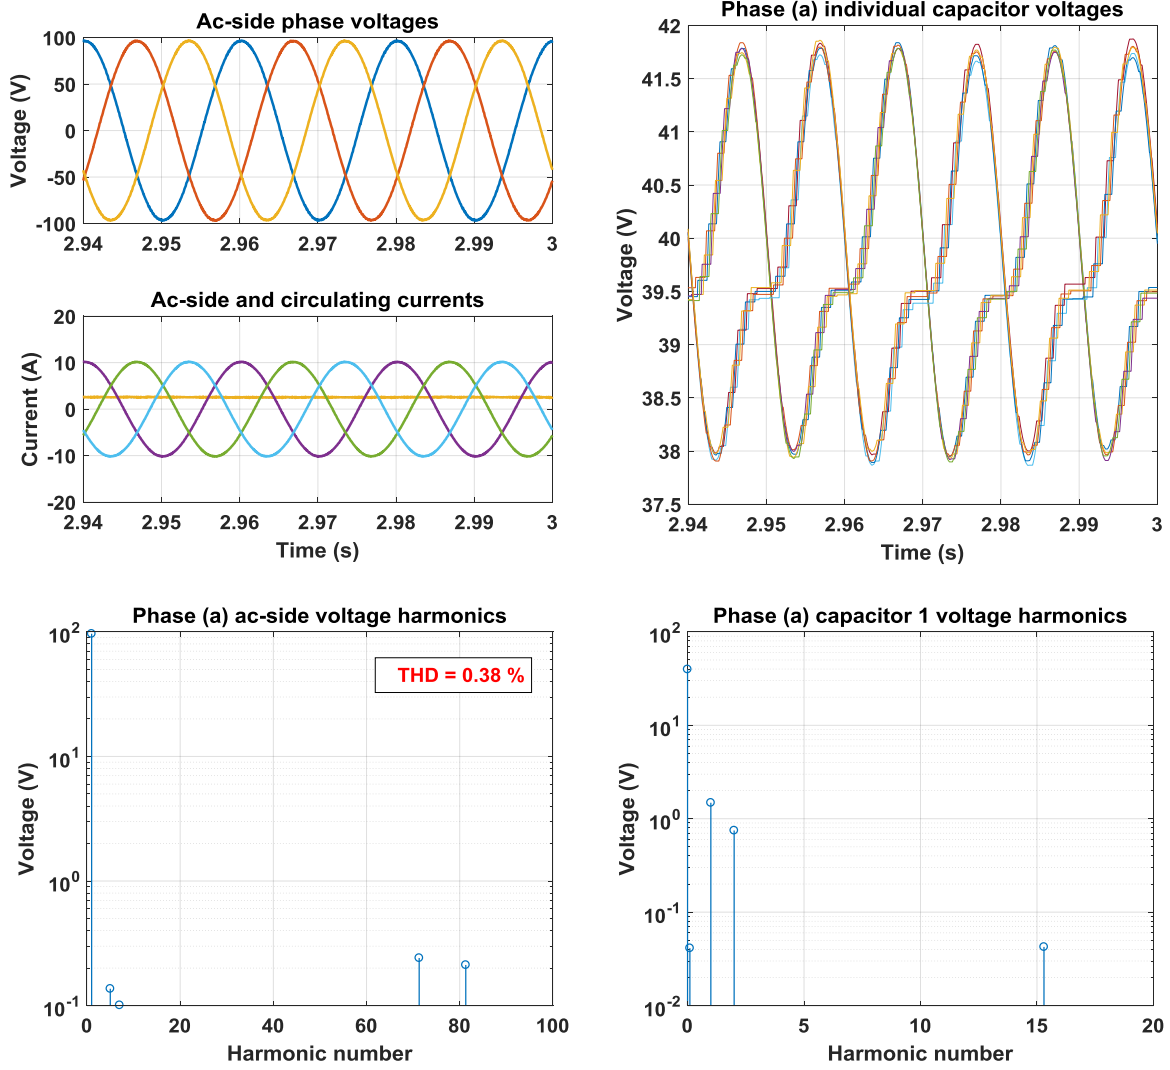 Ac-side phase voltages
Voltage (V)
100
50
0
-50
-100
2.94 2.95 2.96 2.97 2.98 2.99 3
Ac-side and circulating currents
Current (A)
20
10
0
-10
-20
2.94 2.95 2.96 2.97 2.98 2.99 3
Time (s)
Phase (a) individual capacitor voltages
Voltage (V)
42
41.5
41
40.5
40
39.5
39
38.5
38
37.5
2.94 2.95 2.96 2.97 2.98 2.99 3
Time (s)
Phase (a) ac-side voltage harmonics
THD = 0.38 %
Voltage (V)
10^2
10^1
10^0
10^-1
0 20 40 60 80 100
Harmonic number
Phase (a) capacitor 1 voltage harmonics
Voltage (V)
10^2
10^1
10^0
10^-1
10^-2
0 5 10 15 20
Harmonic number